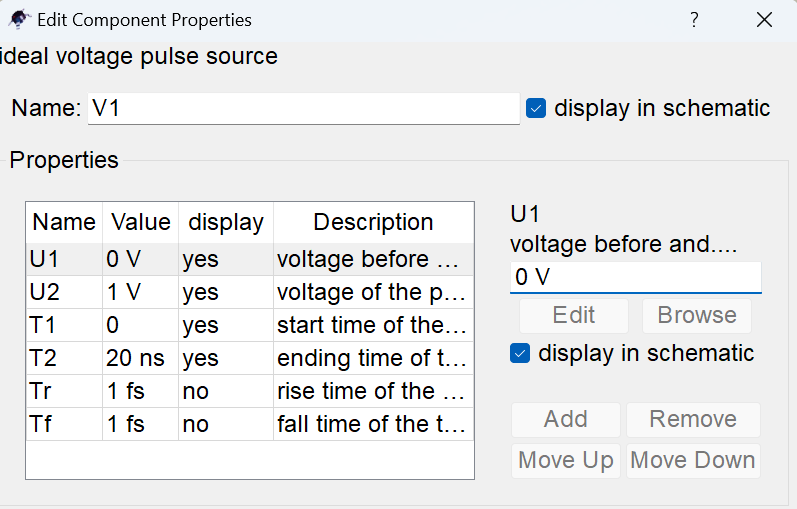 Edit Component Properties ?
ideal voltage pulse source
Name: V1 display in schematic
Properties
Name Value display Description
U1 0 V yes voltage before ...
U2 1 V yes voltage of the p...
T1 0 yes start time of the...
T2 20 ns yes ending time of t...
Tr 1 fs no rise time of the ...
Tf 1 fs no fall time of the t...
U1
voltage before and....
0 V
Edit Browse
display in schematic
Add Remove
Move Up Move Down